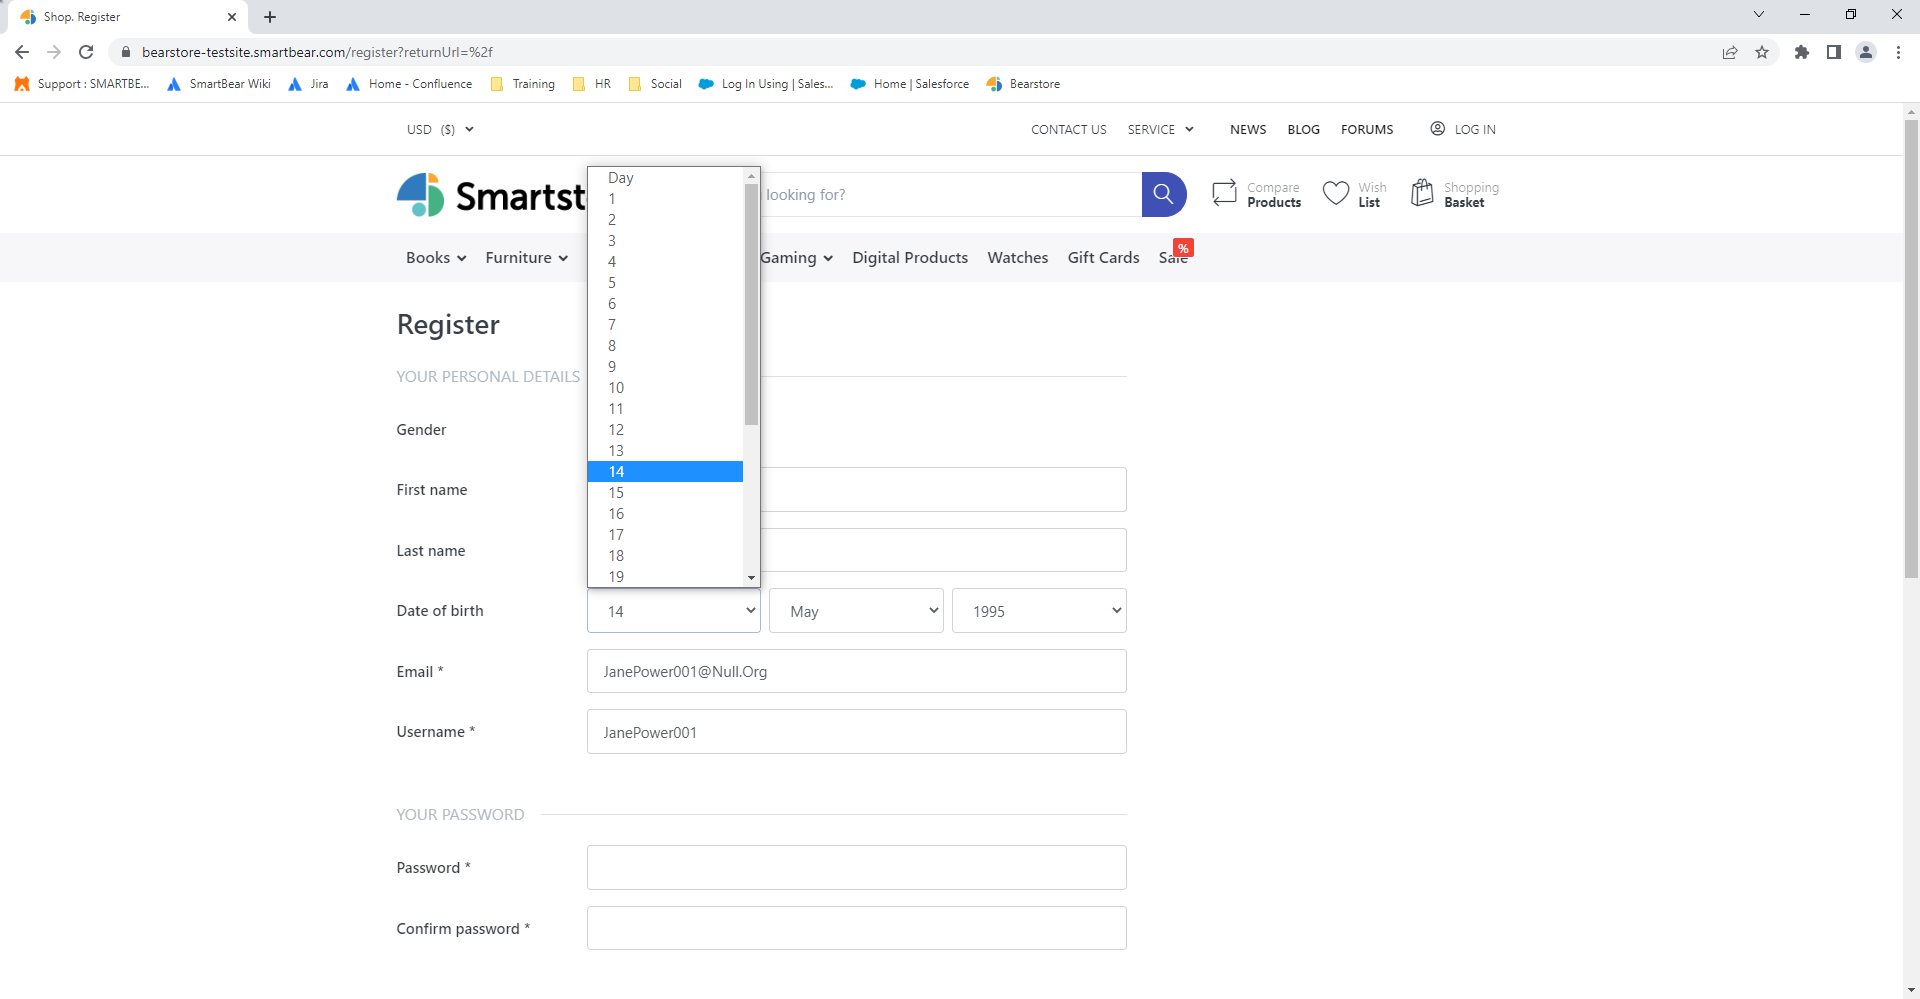 Shop. Register
bearstore-testsite.smartbear.com/register?returnUrl=%2f
Support : SMARTBE... SmartBear Wiki Jira Home - Confluence Training HR Social Log In Using | Sales... Home | Salesforce Bearstore
USD ($) CONTACT US SERVICE NEWS BLOG FORUMS LOG IN
Smartst looking for? Compare Products Wish List Shopping Basket
Books Furniture Gaming Digital Products Watches Gift Cards Sale %
Day
1
2
3
4
5
6
7
8
9
10
11
12
13
14
15
16
17
18
19
Register
YOUR PERSONAL DETAILS
Gender
First name
Last name
Date of birth 14 May 1995
Email * JanePower001@Null.Org
Username * JanePower001
YOUR PASSWORD
Password *
Confirm password *